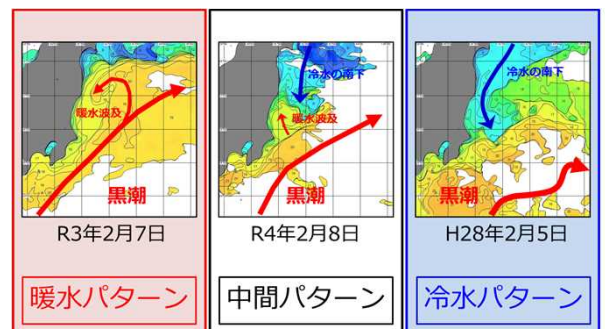 暖水波及
黒潮
R3年2月7日
暖水パターン
冷水の南下
暖水波及
黒潮
R4年2月8日
中間パターン
冷水の南下
黒潮
H28年2月5日
冷水パターン